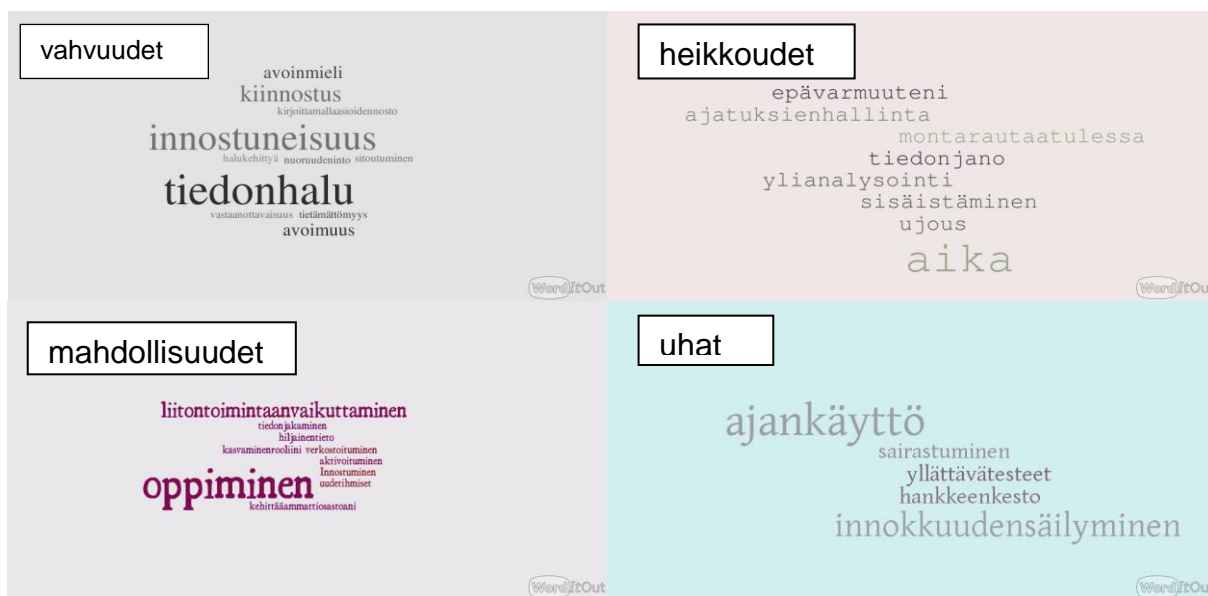 vahvuudet
avoinmieli
kiinnostus
kirjoittamallaasioidennosto
innostuneisuus
halukehittyä nuoruudeninto sitoutuminen
tiedonhalu
vastaanottavaisuus tietämättömyys
avoimuus
WordItOut
heikkoudet
epävarmuuteni
ajatuksienhallinta
montarautaatulessa
tiedonjano
ylianalysointi
sisäistäminen
ujous
aika
WordItOut
mahdollisuudet
liitontoimintaanvaikuttaminen
tiedonjakaminen
hiljainentieto
kasvaminenrooliini verkostoituminen
aktivoituminen
Innostuminen
oppiminen uudetihmiset
kehittääammattiosastoani
WordItOut
uhat
ajankäyttö
sairastuminen
yllättävätesteet
hankkeenkesto
innokkuudensäilyminen
WordItOu